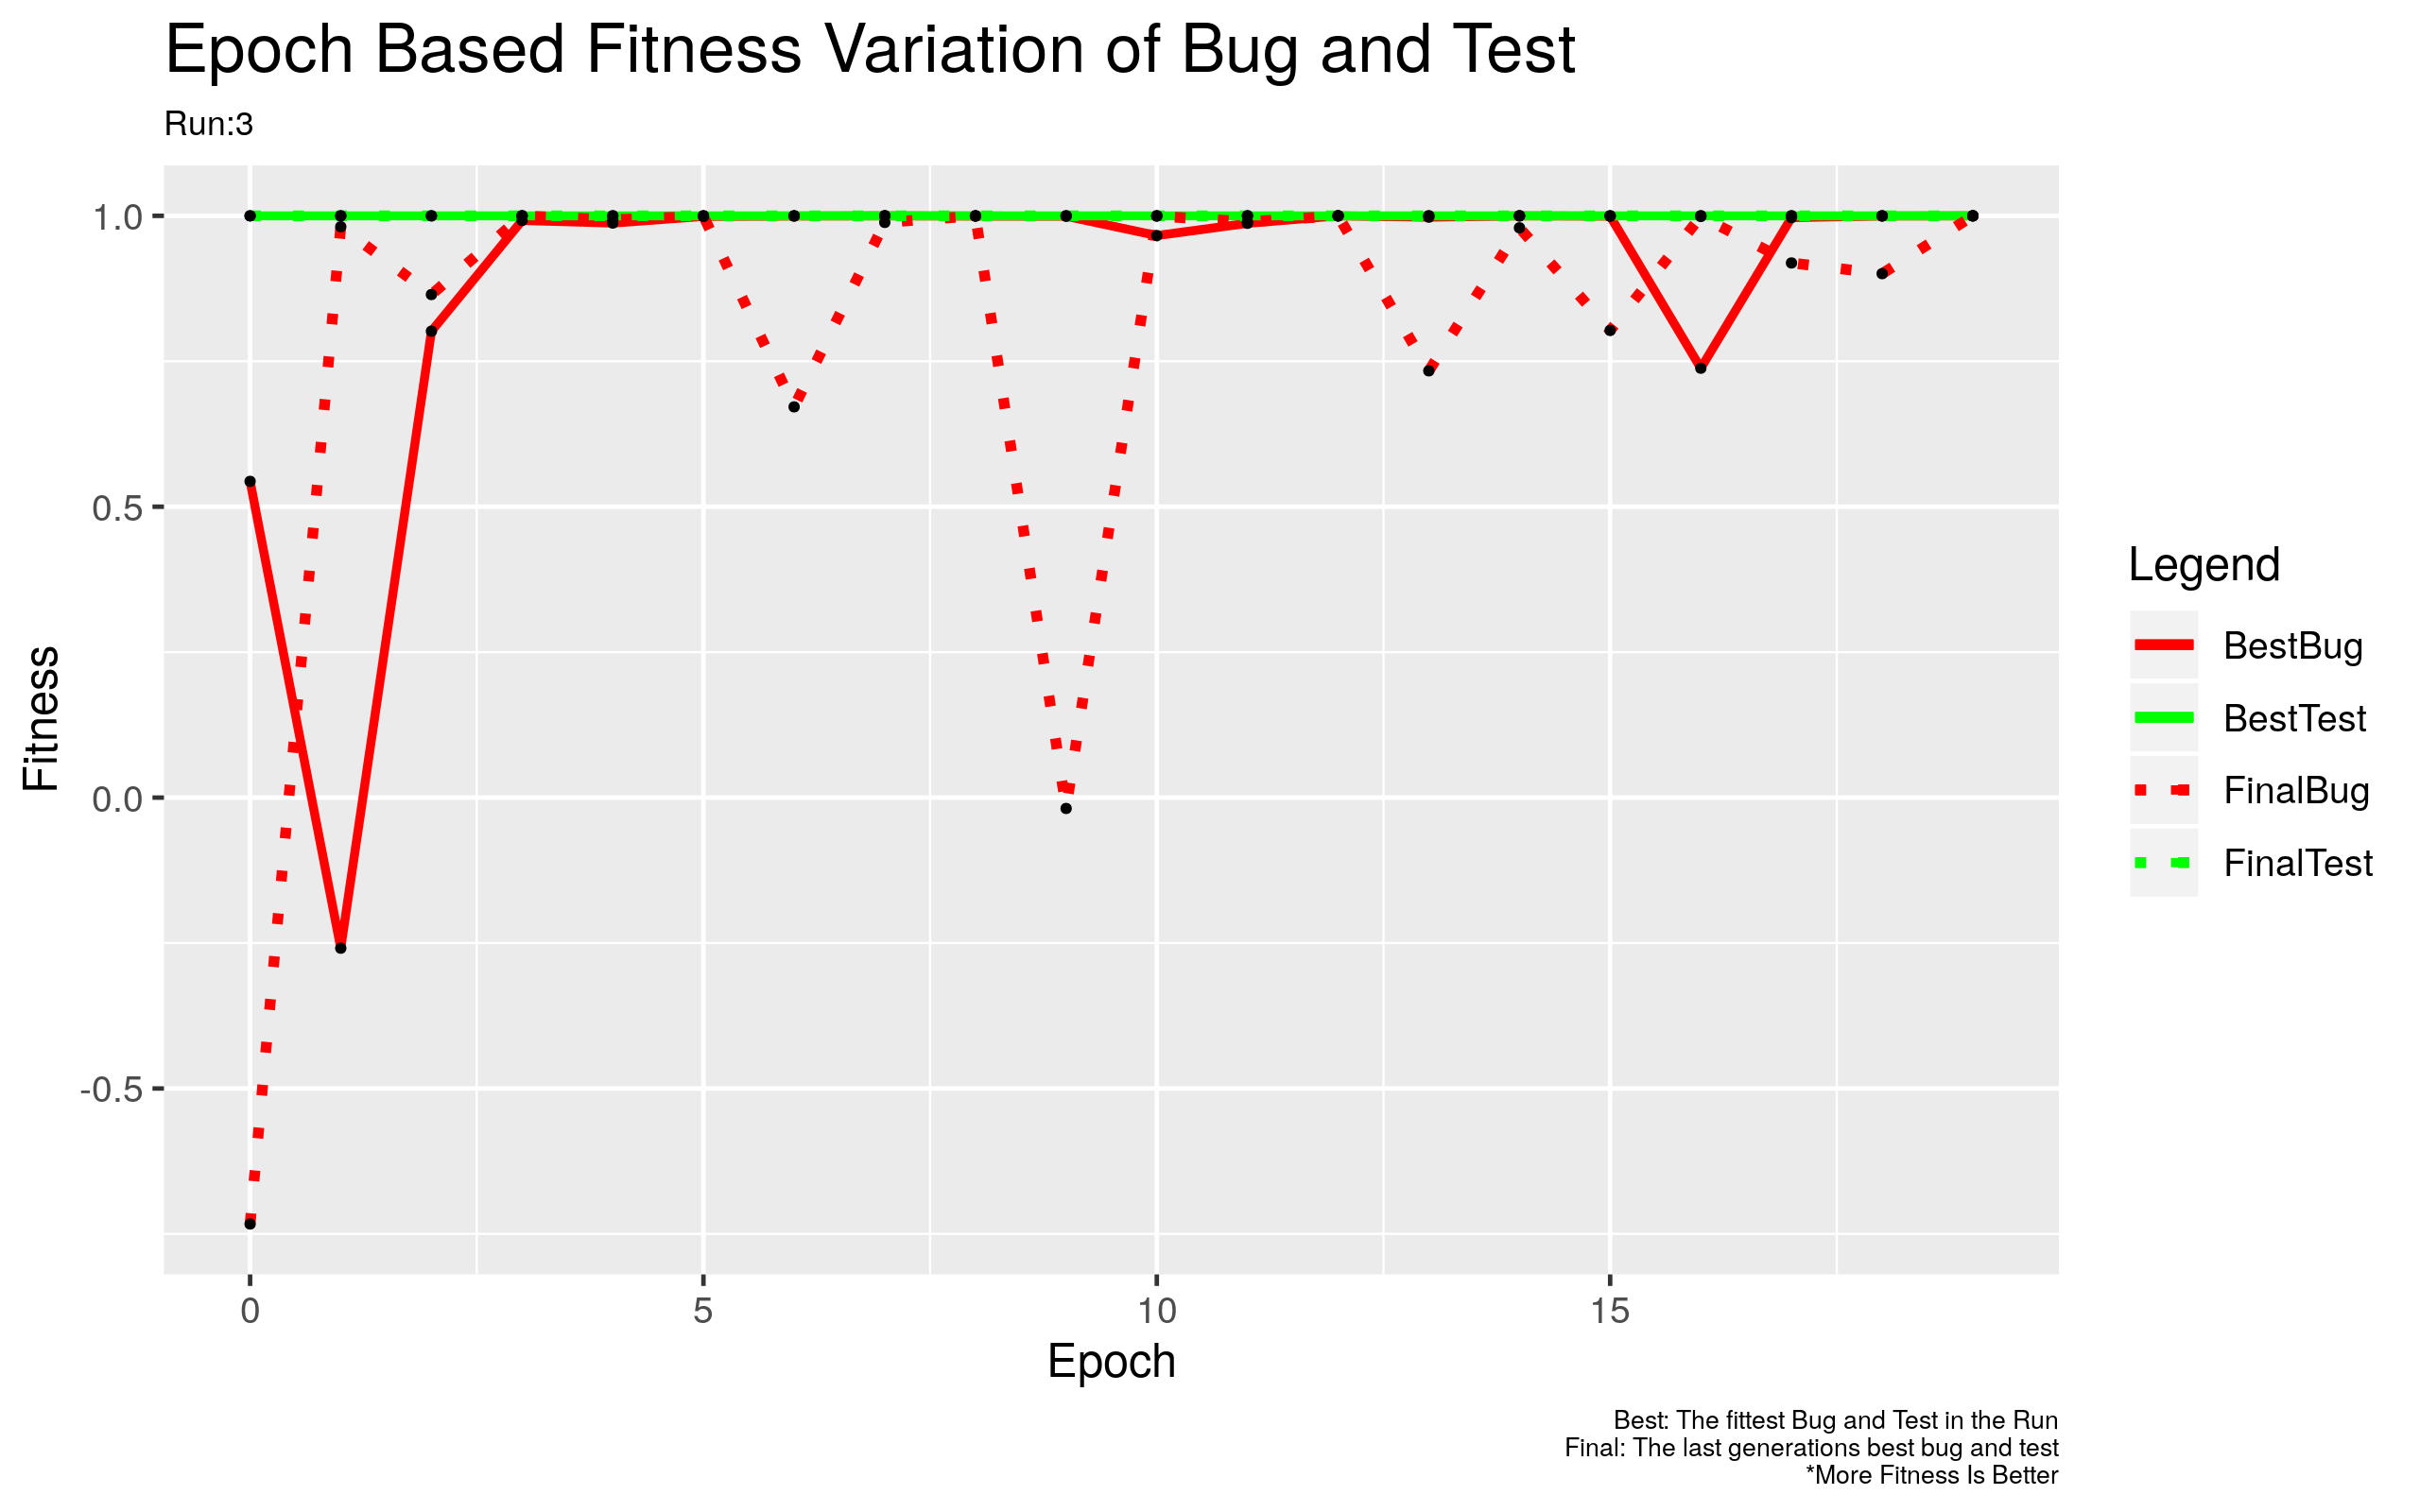 Epoch Based Fitness Variation of Bug and Test
Run:3
1.0
0.5
0.0
-0.5
Fitness
0
5
10
15
Epoch
Legend
BestBug
BestTest
FinalBug
FinalTest
Best: The fittest Bug and Test in the Run
Final: The last generations best bug and test
*More Fitness Is Better